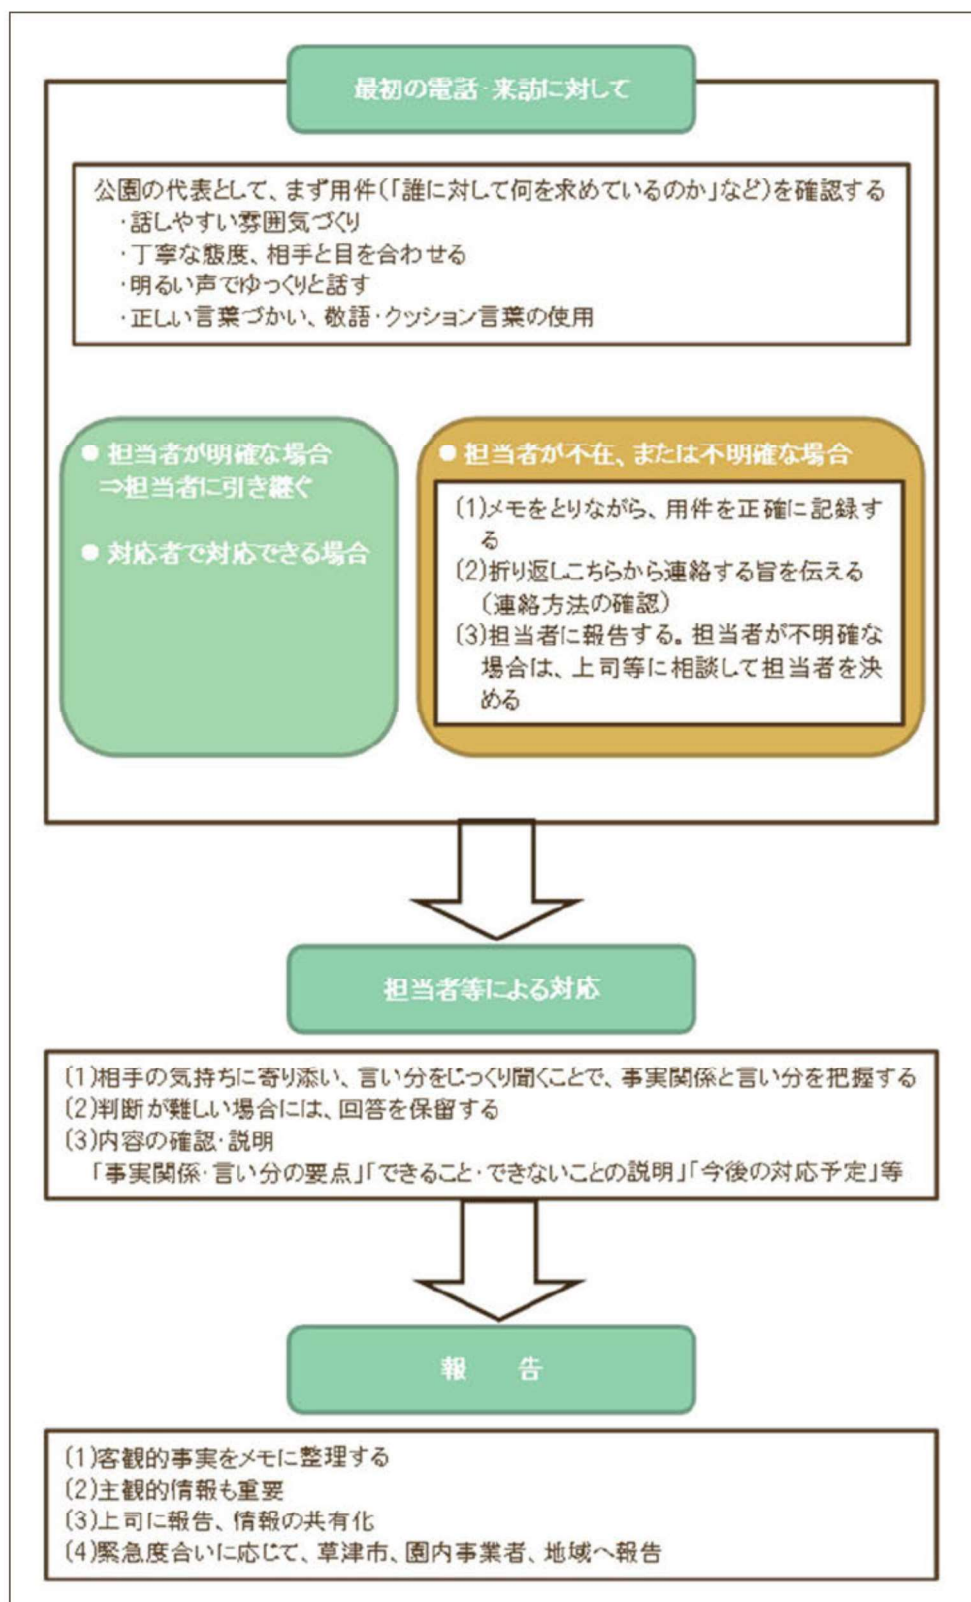 最初の電話・来訪に対して
公園の代表として、まず用件(「誰に対して何を求めているのか」など)を確認する
・話しやすい雰囲気づくり
・丁寧な態度、相手と目を合わせる
・明るい声でゆっくりと話す
・正しい言葉づかい、敬語・クッション言葉の使用
● 担当者が明確な場合
⇒担当者に引き継ぐ
● 対応者で対応できる場合
● 担当者が不在、または不明確な場合
(1)メモをとりながら、用件を正確に記録す
る
(2)折り返しこちらから連絡する旨を伝える
(連絡方法の確認)
(3)担当者に報告する。担当者が不明確な
場合は、上司等に相談して担当者を決
める
担当者等による対応
(1)相手の気持ちに寄り添い、言い分をじっくり聞くことで、事実関係と言い分を把握する
(2)判断が難しい場合には、回答を保留する
(3)内容の確認・説明
「事実関係・言い分の要点」「できること・できないことの説明」「今後の対応予定」等
報 告
(1)客観的事実をメモに整理する
(2)主観的情報も重要
(3)上司に報告、情報の共有化
(4)緊急度合いに応じて、草津市、園内事業者、地域へ報告